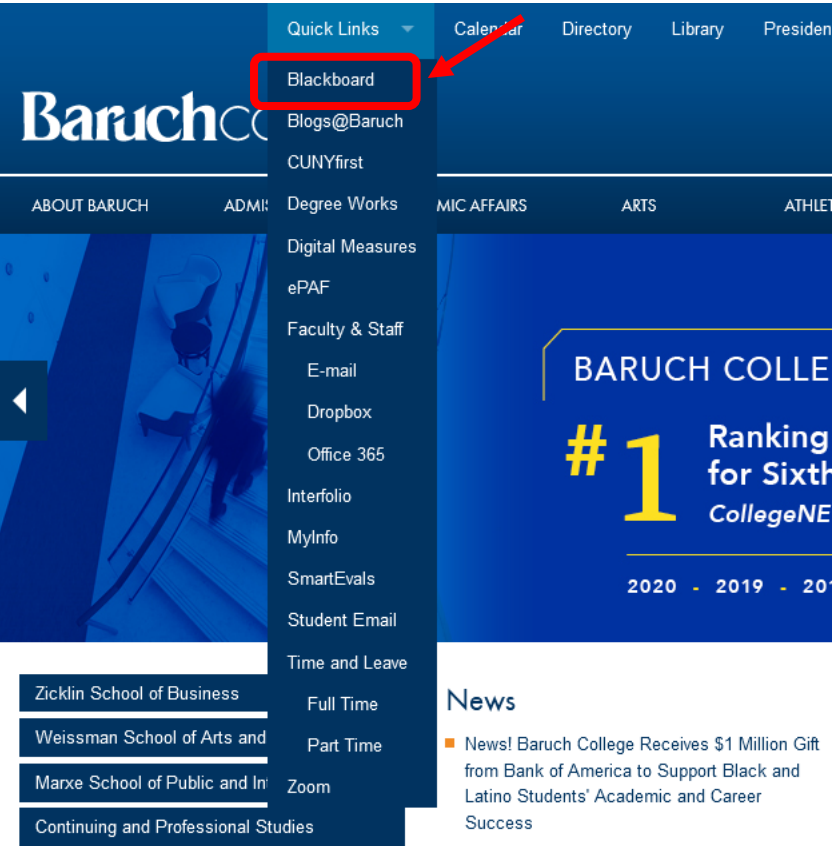 Quick Links
Calendar
Directory
Library
Presiden
Blackboard
Blogs@Baruch
CUNYfirst
Degree Works
Digital Measures
ePAF
Faculty & Staff
E-mail
Dropbox
Office 365
Interfolio
MyInfo
SmartEvals
Student Email
Time and Leave
Full Time
Part Time
Zoom
Baruchco
ABOUT BARUCH
ADMIS
MIC AFFAIRS
ARTS
ATHLET
BARUCH COLLE
#1
Ranking
for Sixth
CollegeNE
2020 - 2019 - 201
Zicklin School of Business
Weissman School of Arts and
Marxe School of Public and Int
Continuing and Professional Studies
News
News! Baruch College Receives $1 Million Gift
from Bank of America to Support Black and
Latino Students' Academic and Career
Success